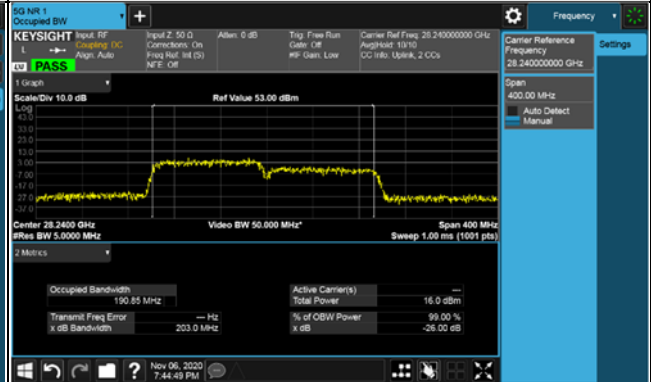 5G NR 1
Occupied BW
KEYSIGHT
Input: RF
Coupling: DC
Align: Auto
Input Z: 50 Ω
Corrections: On
Freq Ref: Int (S)
NFE: Off
Atten: 0 dB
Trig: Free Run
Gate: Off
#IF Gain: Low
Carrier Ref Freq: 28.240000000 GHz
Avg|Hold: 10/10
CC Info: Uplink, 2 CCs
L
PASS
Frequency
Carrier Reference
Frequency
28.240000000 GHz
Settings
Span
400.00 MHz
Auto Detect
Manual
1 Graph
Scale/Div 10.0 dB
Ref Value 53.00 dBm
Log
43.0
33.0
23.0
13.0
3.00
-7.00
-17.0
-27.0
-37.0
Center 28.2400 GHz
#Res BW 5.0000 MHz
Video BW 50.000 MHz*
Span 400 MHz
Sweep 1.00 ms (1001 pts)
2 Metrics
Occupied Bandwidth
190.85 MHz
Transmit Freq Error
--- Hz
x dB Bandwidth
203.0 MHz
Active Carrier(s)
---
Total Power
16.0 dBm
% of OBW Power
99.00 %
x dB
-26.00 dB
?
Nov 06, 2020
7:44:49 PM